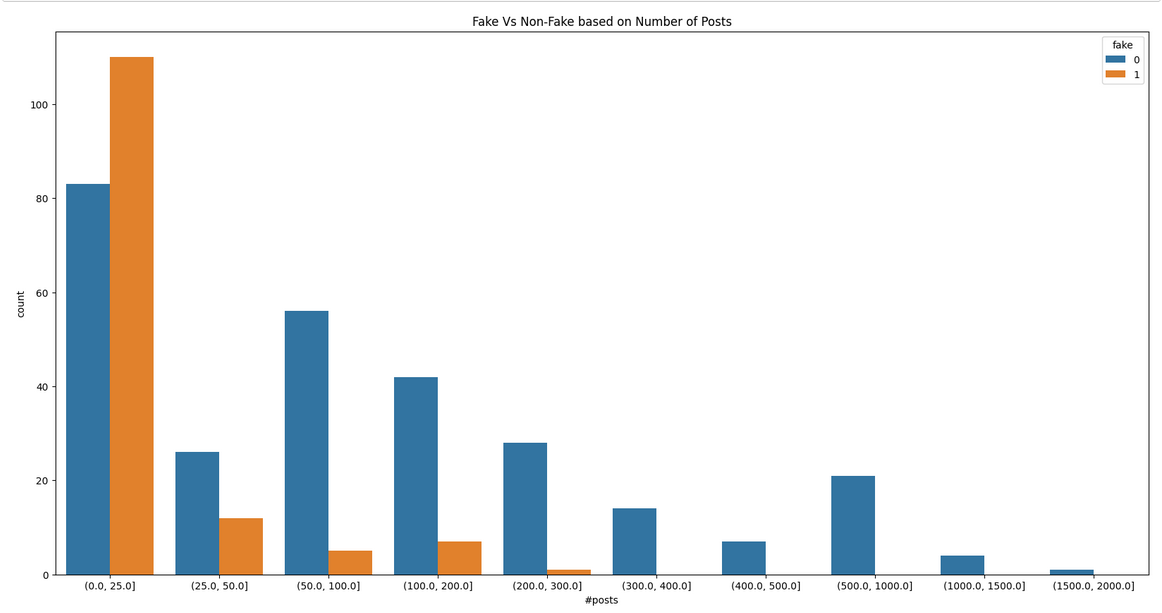 Fake Vs Non-Fake based on Number of Posts
fake
0
1
100
80
60
40
20
0
count
(0.0, 25.0] (25.0, 50.0] (50.0, 100.0] (100.0, 200.0] (200.0, 300.0] (300.0, 400.0] (400.0, 500.0] (500.0, 1000.0] (1000.0, 1500.0] (1500.0, 2000.0]
#posts